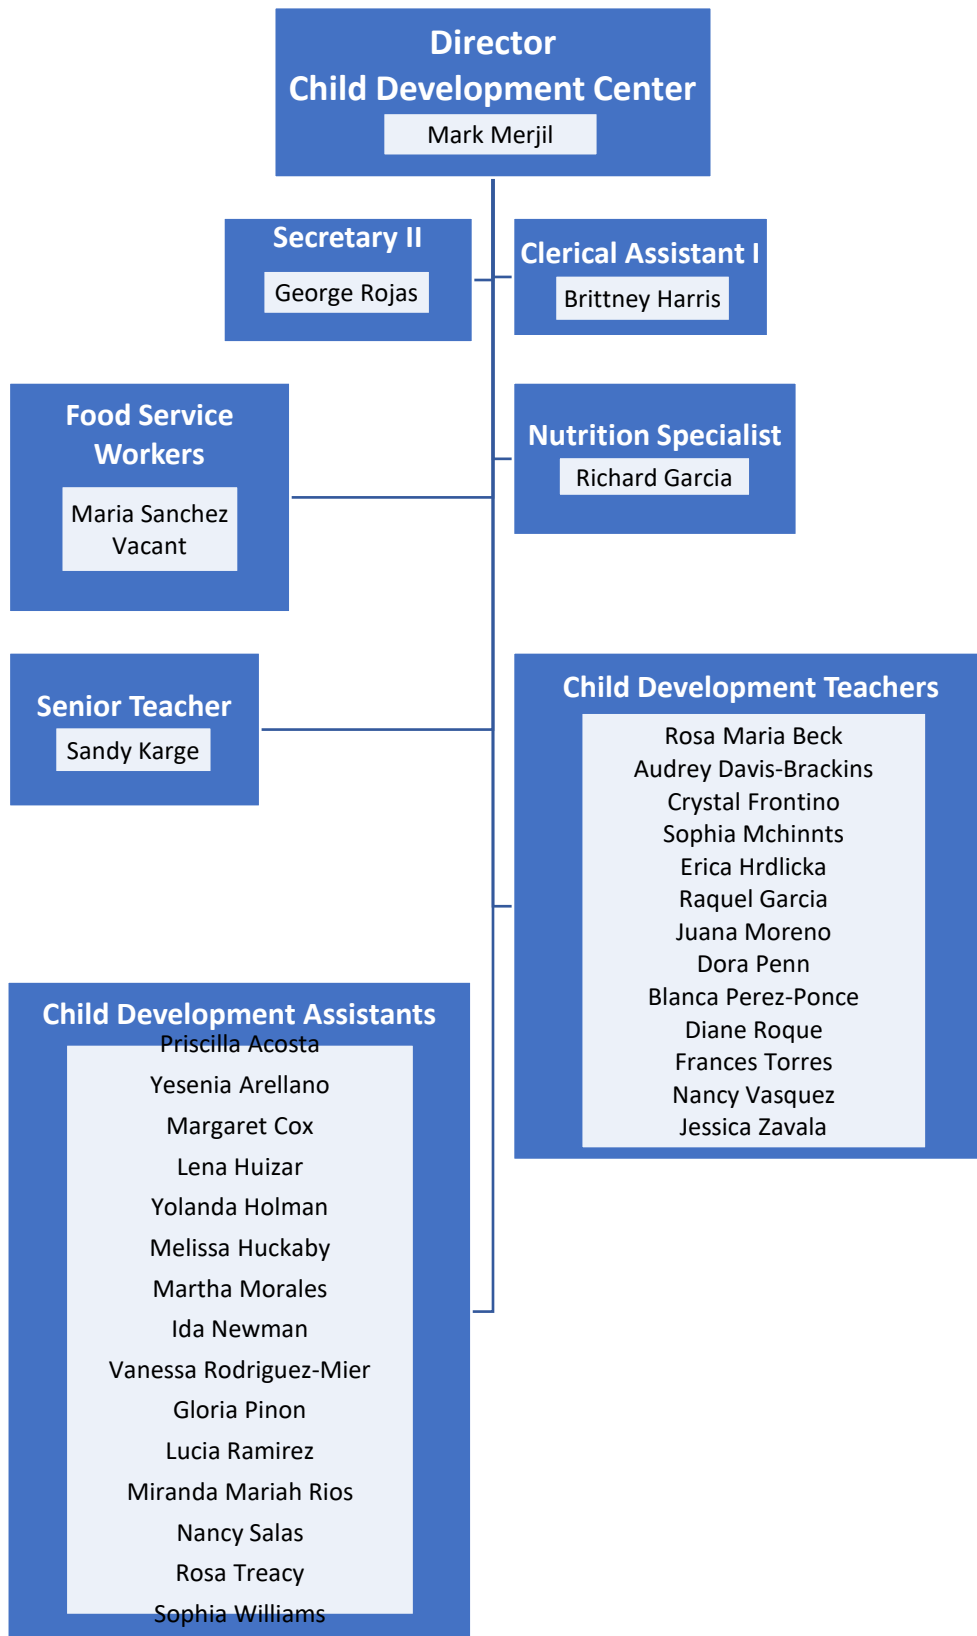 Director
Child Development Center
Mark Merjil
Secretary II
George Rojas
Clerical Assistant I
Brittney Harris
Food Service
Workers
Maria Sanchez
Vacant
Nutrition Specialist
Richard Garcia
Senior Teacher
Sandy Karge
Child Development Teachers
Rosa Maria Beck
Audrey Davis-Brackins
Crystal Frontino
Sophia Mchinnts
Erica Hrdlicka
Raquel Garcia
Juana Moreno
Dora Penn
Blanca Perez-Ponce
Diane Roque
Frances Torres
Nancy Vasquez
Jessica Zavala
Child Development Assistants
Priscilla Acosta
Yesenia Arellano
Margaret Cox
Lena Huizar
Yolanda Holman
Melissa Huckaby
Martha Morales
Ida Newman
Vanessa Rodriguez-Mier
Gloria Pinon
Lucia Ramirez
Miranda Mariah Rios
Nancy Salas
Rosa Treacy
Sophia Williams